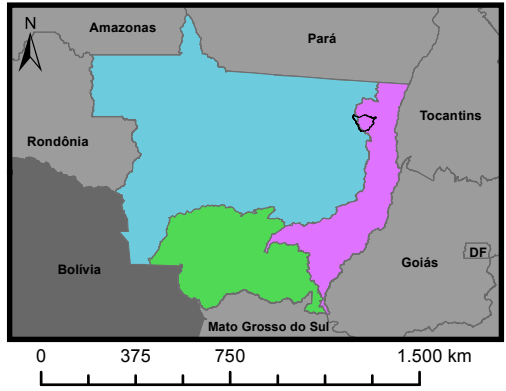 N
Amazonas
Pará
Tocantins
Rondônia
Goiás
DF
Bolívia
Mato Grosso do Sul
0 375 750 1.500 km